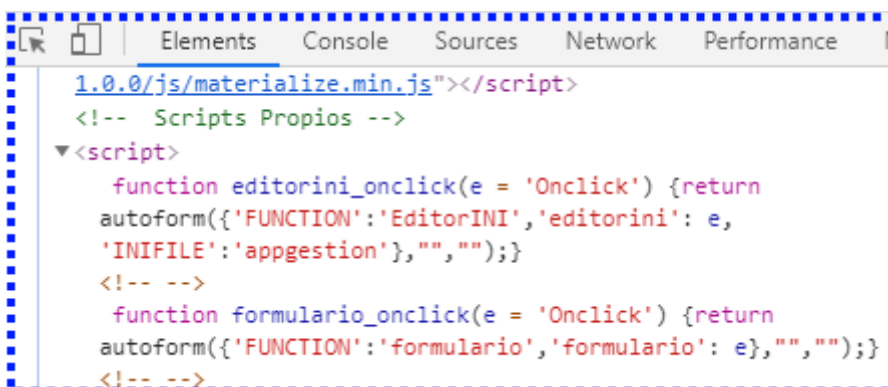 Elements Console Sources Network Performance
1.0.0/js/materialize.min.js"></script>
<!-- Scripts Propios -->
▼<script>
function editorini_onclick(e = 'Onclick') {return
autoform({'FUNCTION':'EditorINI','editorini': e,
'INIFILE':'appgestion'},"","");}
<!-- -->
function formulario_onclick(e = 'Onclick') {return
autoform({'FUNCTION':'formulario','formulario': e},"","");}
<!-- -->